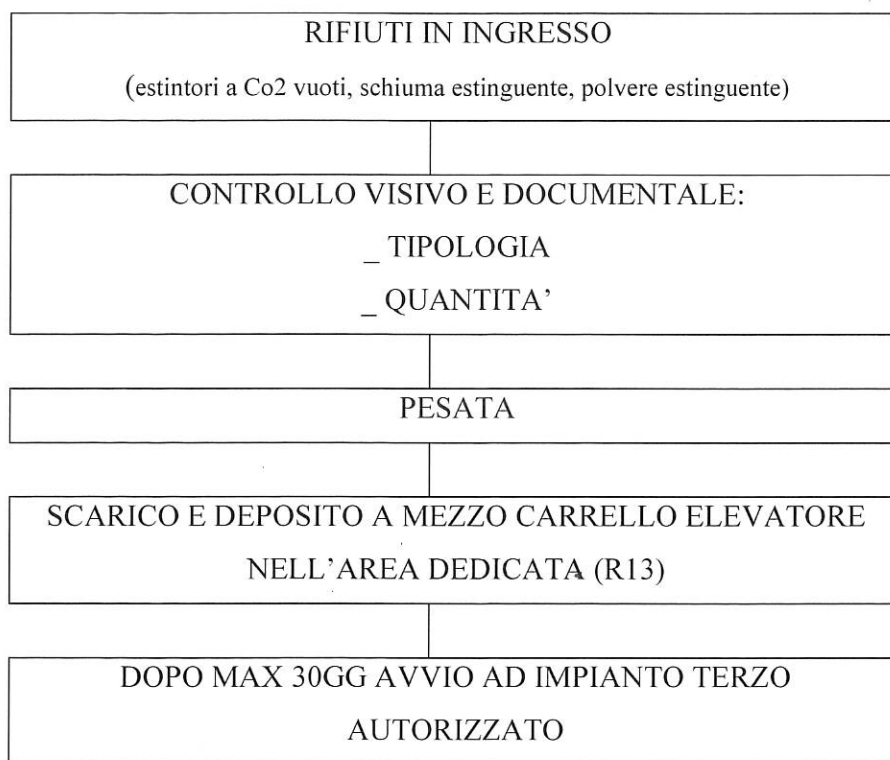 RIFIUTI IN INGRESSO
(estintori a Co2 vuoti, schiuma estinguente, polvere estinguente)
CONTROLLO VISIVO E DOCUMENTALE:
_ TIPOLOGIA
_ QUANTITA’
PESATA
SCARICO E DEPOSITO A MEZZO CARRELLO ELEVATORE
NELL’AREA DEDICATA (R13)
DOPO MAX 30GG AVVIO AD IMPIANTO TERZO
AUTORIZZATO